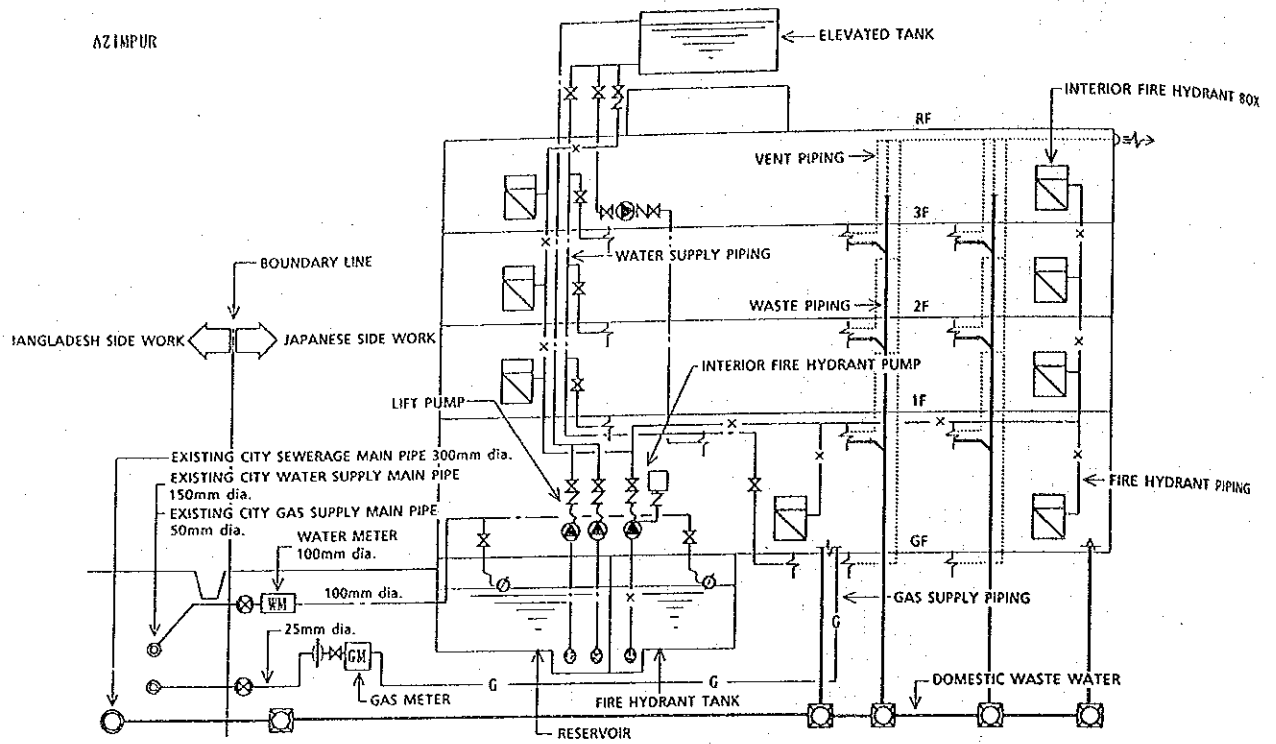 AZIMPUR
ELEVATED TANK
INTERIOR FIRE HYDRANT BOX
RF
VENT PIPING
3F
WATER SUPPLY PIPING
BOUNDARY LINE
WASTE PIPING
2F
BANGLADESH SIDE WORK
JAPANESE SIDE WORK
INTERIOR FIRE HYDRANT PUMP
LIFT PUMP
1F
EXISTING CITY SEWERAGE MAIN PIPE 300mm dia.
EXISTING CITY WATER SUPPLY MAIN PIPE
150mm dia.
EXISTING CITY GAS SUPPLY MAIN PIPE
50mm dia.
FIRE HYDRANT PIPING
WATER METER
100mm dia.
GF
100mm dia.
WM
GAS SUPPLY PIPING
G
25mm dia.
GM
G
G
DOMESTIC WASTE WATER
GAS METER
FIRE HYDRANT TANK
RESERVOIR